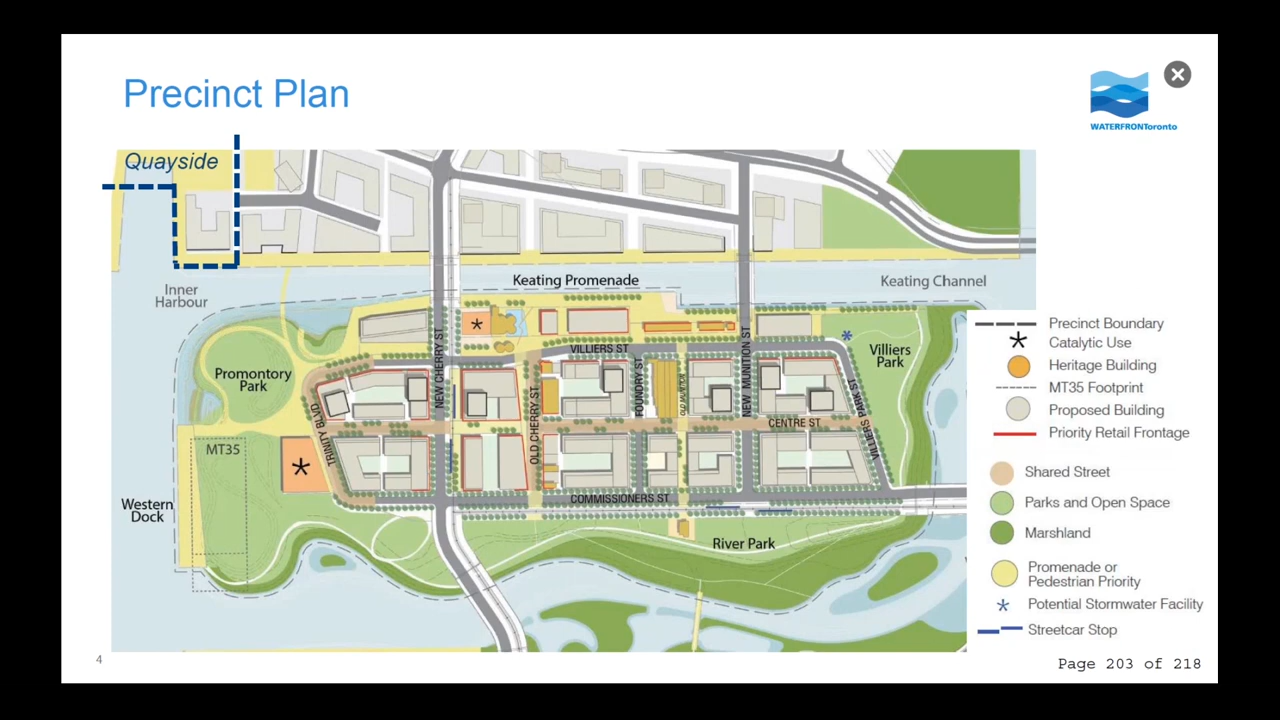 Precinct Plan
WATERFRONToronto
Quayside
Inner
Harbour
Keating Promenade
Keating Channel
Promontory
Park
NEW CHERRY ST
VILLIERS ST
OLD CHERRY ST
FOUNDRY ST
OLD MUNITION
NEW MUNITION ST
Villiers
Park
VILLIERS PARK ST
CENTRE ST
TRINITY BLVD
MT35
Western
Dock
COMMISSIONERS ST
River Park
Precinct Boundary
Catalytic Use
Heritage Building
MT35 Footprint
Proposed Building
Priority Retail Frontage
Shared Street
Parks and Open Space
Marshland
Promenade or
Pedestrian Priority
Potential Stormwater Facility
Streetcar Stop
4
Page 203 of 218